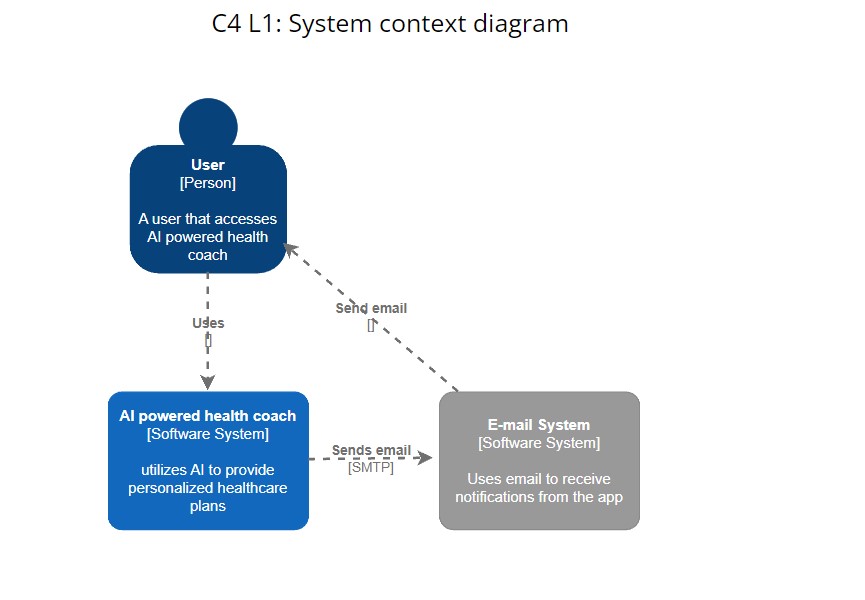 C4 L1: System context diagram
User
[Person]
A user that accesses
AI powered health
coach
Send email
[]
Uses
[]
AI powered health coach
[Software System]
utilizes AI to provide
personalized healthcare
plans
Sends email
[SMTP]
E-mail System
[Software System]
Uses email to receive
notifications from the app